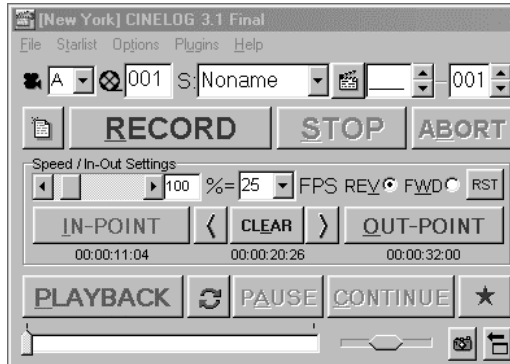 [New York] CINELOG 3.1 Final
File Starlist Options Plugins Help
A 001 S: Noname ___ - 001
RECORD STOP ABORT
Speed / In-Out Settings
100 %= 25 FPS REV FWD RST
IN-POINT ⟨ CLEAR ⟩ OUT-POINT
00:00:11:04 00:00:20:26 00:00:32:00
PLAYBACK PAUSE CONTINUE